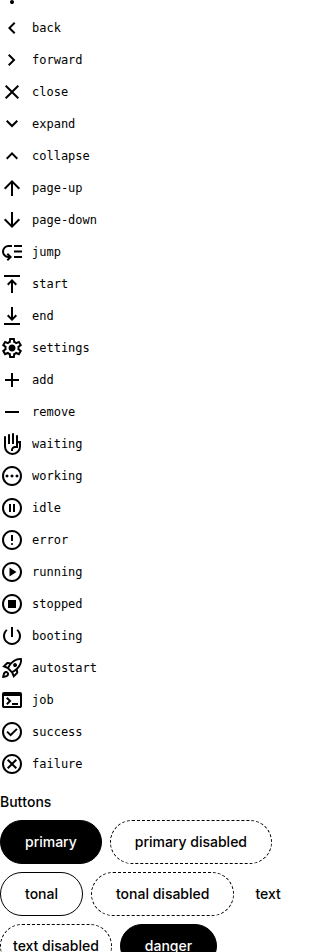 back
forward
close
expand
collapse
page-up
page-down
jump
start
end
settings
add
remove
waiting
working
idle
error
running
stopped
booting
autostart
job
success
failure
Buttons
primary primary disabled
tonal tonal disabled text
text disabled danger